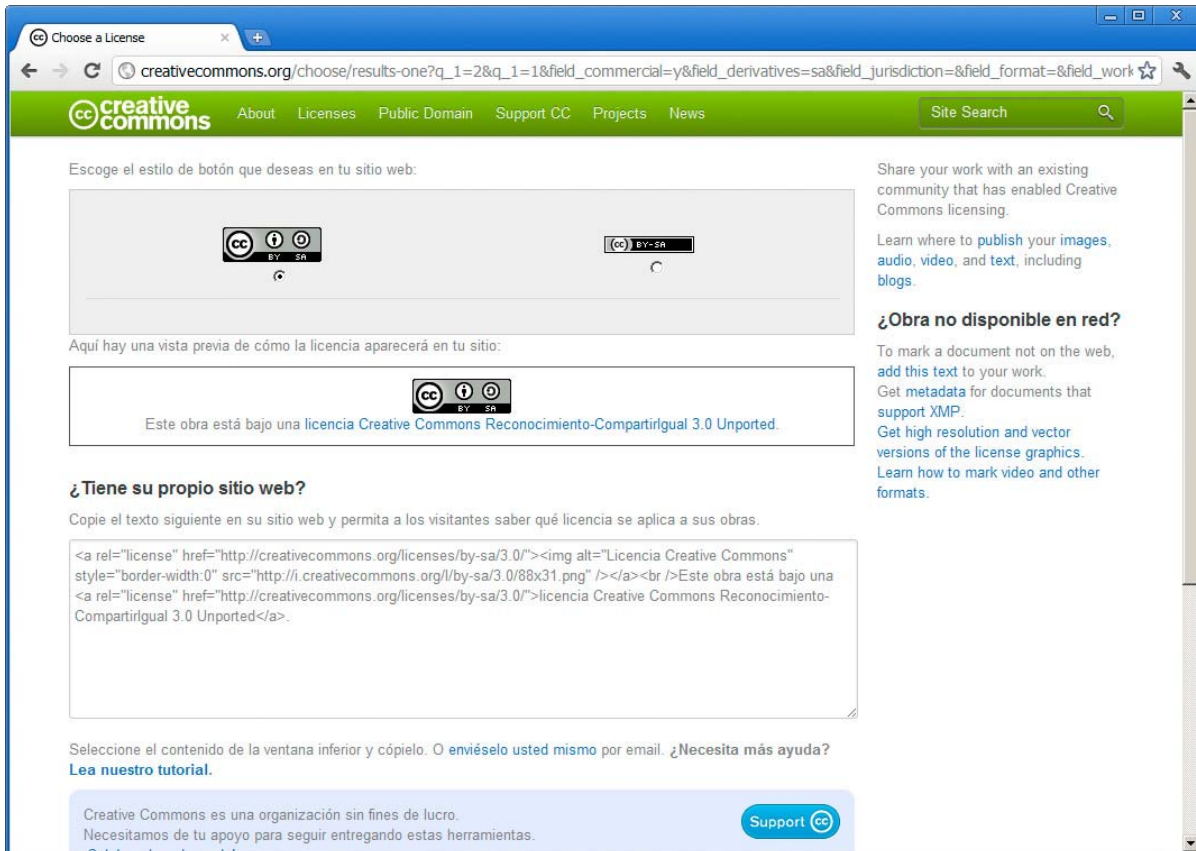 Choose a License
creativecommons.org/choose/results-one?q_1=2&q_1=1&field_commercial=y&field_derivatives=sa&field_jurisdiction=&field_format=&field_work
cc creative commons
About Licenses Public Domain Support CC Projects News
Site Search
Escoge el estilo de botón que deseas en tu sitio web:
cc BY SA
(cc) BY-SA
Aquí hay una vista previa de cómo la licencia aparecerá en tu sitio:
cc BY SA
Este obra está bajo una licencia Creative Commons Reconocimiento-CompartirIgual 3.0 Unported.
¿Tiene su propio sitio web?
Copie el texto siguiente en su sitio web y permita a los visitantes saber qué licencia se aplica a sus obras.
<a rel="license" href="http://creativecommons.org/licenses/by-sa/3.0/"><img alt="Licencia Creative Commons"
style="border-width:0" src="http://i.creativecommons.org/l/by-sa/3.0/88x31.png" /></a><br />Este obra está bajo una
<a rel="license" href="http://creativecommons.org/licenses/by-sa/3.0/">licencia Creative Commons Reconocimiento-
CompartirIgual 3.0 Unported</a>.
Seleccione el contenido de la ventana inferior y cópielo. O enviéselo usted mismo por email. ¿Necesita más ayuda?
Lea nuestro tutorial.
Creative Commons es una organización sin fines de lucro.
Necesitamos de tu apoyo para seguir entregando estas herramientas.
Support cc
Share your work with an existing
community that has enabled Creative
Commons licensing.
Learn where to publish your images,
audio, video, and text, including
blogs.
¿Obra no disponible en red?
To mark a document not on the web,
add this text to your work.
Get metadata for documents that
support XMP.
Get high resolution and vector
versions of the license graphics.
Learn how to mark video and other
formats.